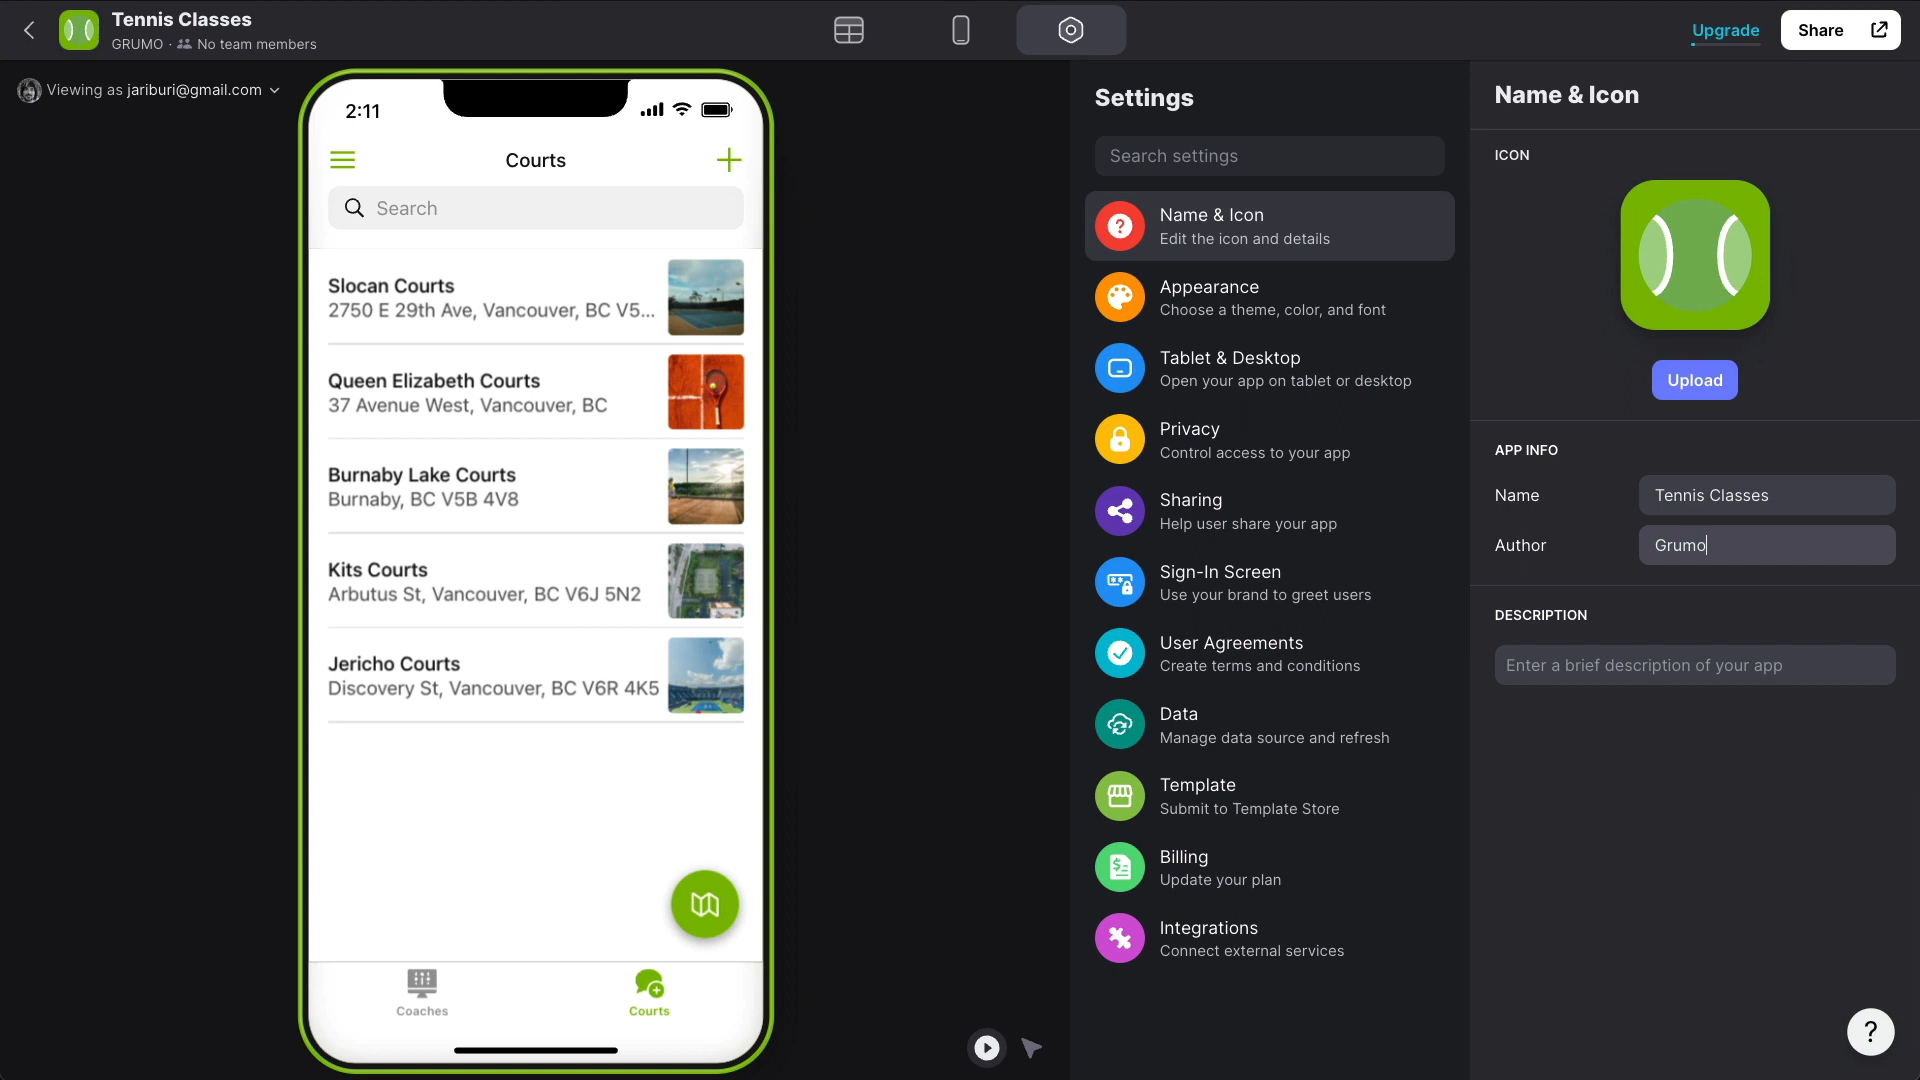 Tennis Classes
GRUMO · No team members
Upgrade
Share
Viewing as jariburi@gmail.com
2:11
Courts
Search
Slocan Courts
2750 E 29th Ave, Vancouver, BC V5...
Queen Elizabeth Courts
37 Avenue West, Vancouver, BC
Burnaby Lake Courts
Burnaby, BC V5B 4V8
Kits Courts
Arbutus St, Vancouver, BC V6J 5N2
Jericho Courts
Discovery St, Vancouver, BC V6R 4K5
Coaches
Courts
Settings
Search settings
Name & Icon
Edit the icon and details
Appearance
Choose a theme, color, and font
Tablet & Desktop
Open your app on tablet or desktop
Privacy
Control access to your app
Sharing
Help user share your app
Sign-In Screen
Use your brand to greet users
User Agreements
Create terms and conditions
Data
Manage data source and refresh
Template
Submit to Template Store
Billing
Update your plan
Integrations
Connect external services
Name & Icon
ICON
Upload
APP INFO
Name
Tennis Classes
Author
Grumo
DESCRIPTION
Enter a brief description of your app
?